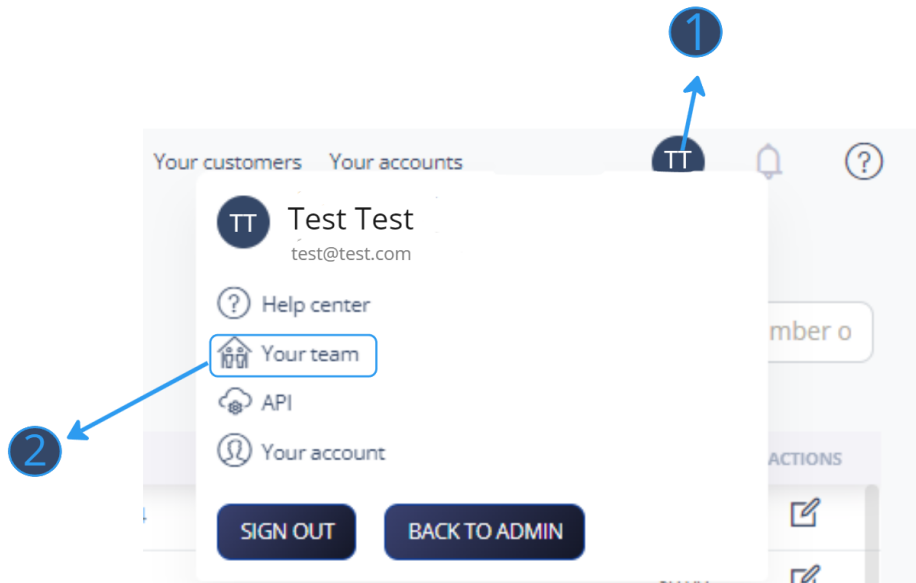 1
Your customers Your accounts TT ?
TT Test Test
test@test.com
? Help center
mber o
Your team
API
2
Your account
ACTIONS
SIGN OUT BACK TO ADMIN